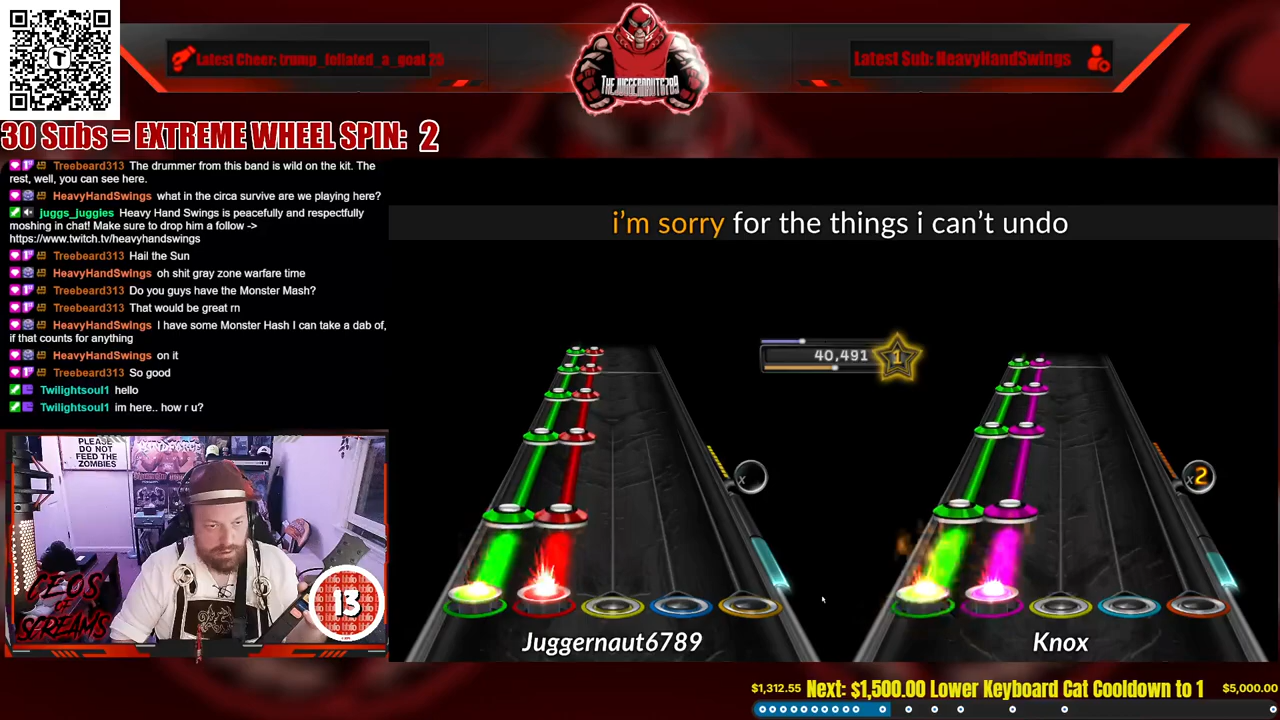 Latest Cheer: trump_foliated_a_goat 25
THEJUGGERNAUT6789
Latest Sub: HeavyHandSwings
30 Subs = EXTREME WHEEL SPIN: 2
Treebeard313 The drummer from this band is wild on the kit. The
rest, well, you can see here.
HeavyHandSwings what in the circa survive are we playing here?
juggs_juggies Heavy Hand Swings is peacefully and respectfully
moshing in chat! Make sure to drop him a follow ->
https://www.twitch.tv/heavyhandswings
Treebeard313 Hail the Sun
HeavyHandSwings oh shit gray zone warfare time
Treebeard313 Do you guys have the Monster Mash?
Treebeard313 That would be great rn
HeavyHandSwings I have some Monster Hash I can take a dab of,
if that counts for anything
HeavyHandSwings on it
Treebeard313 So good
Twilightsoul1 hello
Twilightsoul1 im here.. how r u?
i'm sorry for the things i can't undo
40,491 1
x
x2
PLEASE
DO NOT
FEED THE
ZOMBIES
CEOS
OF
SCREAMS
13
Juggernaut6789
Knox
$1,312.55 Next: $1,500.00 Lower Keyboard Cat Cooldown to 1 $5,000.00